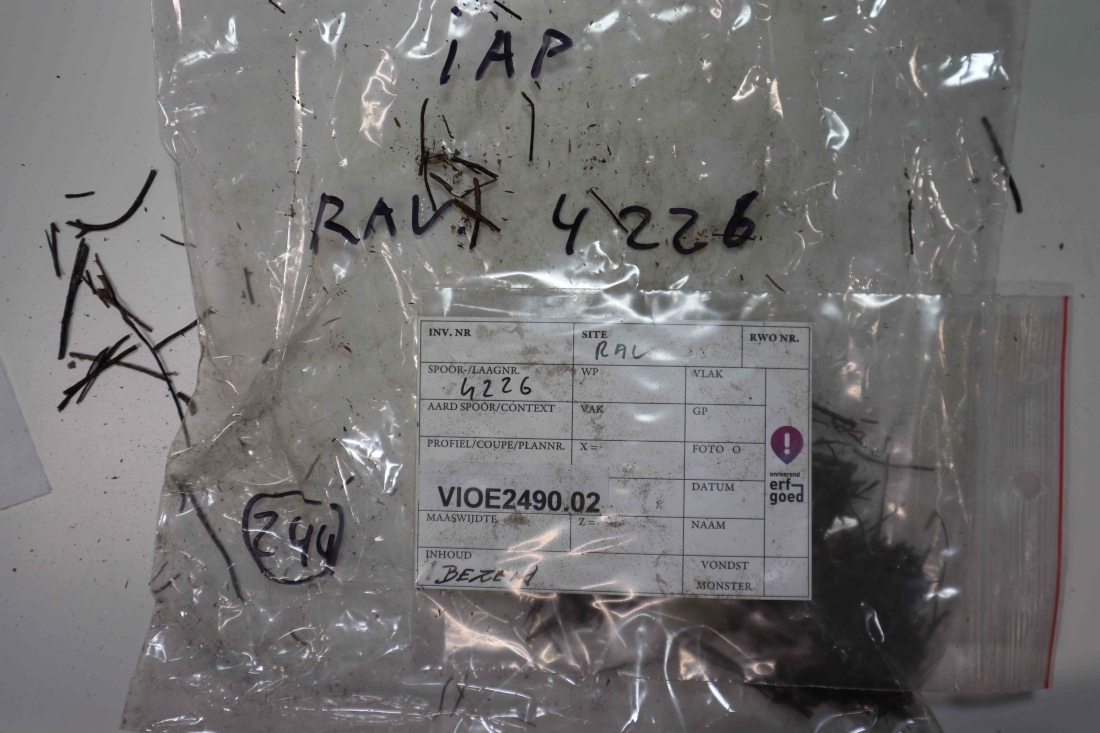 IAP
RAV 4226
INV. NR
SITE
RAV
RWO NR.
SPOOR-/LAAGNR.
4226
WP
VLAK
AARD SPOOR/CONTEXT
VAK
GP
PROFIEL/COUPE/PLANNR.
X =
FOTO O
VIOE2490.02
DATUM
MAASWIJDTE
Z =
NAAM
INHOUD
BEZEM
VONDST
MONSTER
onroerend
erf-
goed
244